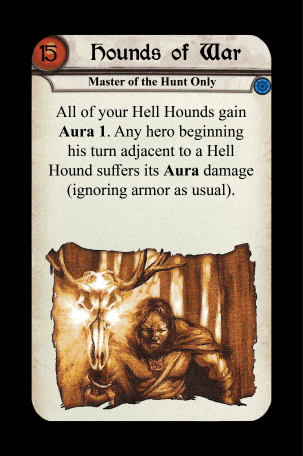 15 Hounds of War
Master of the Hunt Only
All of your Hell Hounds gain
Aura 1. Any hero beginning
his turn adjacent to a Hell
Hound suffers its Aura damage
(ignoring armor as usual).